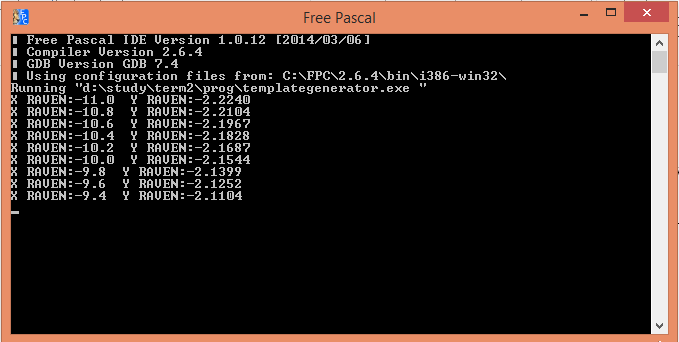 Free Pascal
Free Pascal IDE Version 1.0.12 [2014/03/06]
Compiler Version 2.6.4
GDB Version GDB 7.4
Using configuration files from: C:\FPC\2.6.4\bin\i386-win32\
Running "d:\study\term2\prog\templategenerator.exe "
X RAVEN:-11.0  Y RAVEN:-2.2240
X RAVEN:-10.8  Y RAVEN:-2.2104
X RAVEN:-10.6  Y RAVEN:-2.1967
X RAVEN:-10.4  Y RAVEN:-2.1828
X RAVEN:-10.2  Y RAVEN:-2.1687
X RAVEN:-10.0  Y RAVEN:-2.1544
X RAVEN:-9.8  Y RAVEN:-2.1399
X RAVEN:-9.6  Y RAVEN:-2.1252
X RAVEN:-9.4  Y RAVEN:-2.1104